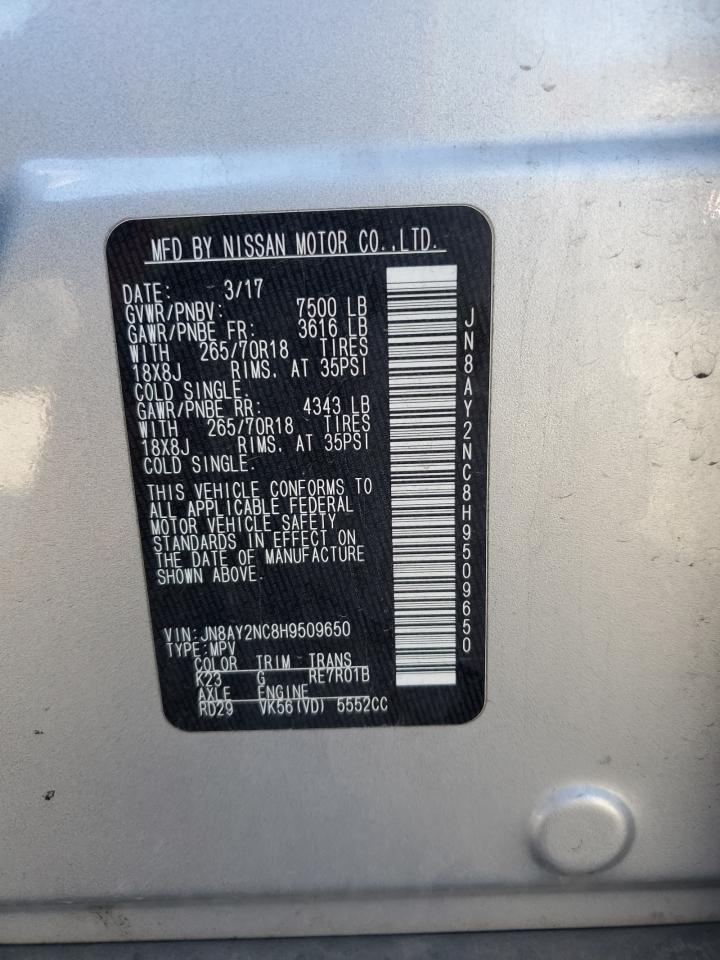 MFD BY NISSAN MOTOR CO.,LTD.
DATE: 3/17
GVWR/PNBV: 7500 LB
GAWR/PNBE FR: 3616 LB
WITH 265/70R18 TIRES
18X8J RIMS, AT 35PSI
COLD SINGLE.
GAWR/PNBE RR: 4343 LB
WITH 265/70R18 TIRES
18X8J RIMS, AT 35PSI
COLD SINGLE.
THIS VEHICLE CONFORMS TO
ALL APPLICABLE FEDERAL
MOTOR VEHICLE SAFETY
STANDARDS IN EFFECT ON
THE DATE OF MANUFACTURE
SHOWN ABOVE.
VIN:JN8AY2NC8H9509650
TYPE:MPV
COLOR TRIM TRANS
K23 G RE7R01B
AXLE ENGINE
RD29 VK56(VD) 5552CC
JN8AY2NC8H9509650